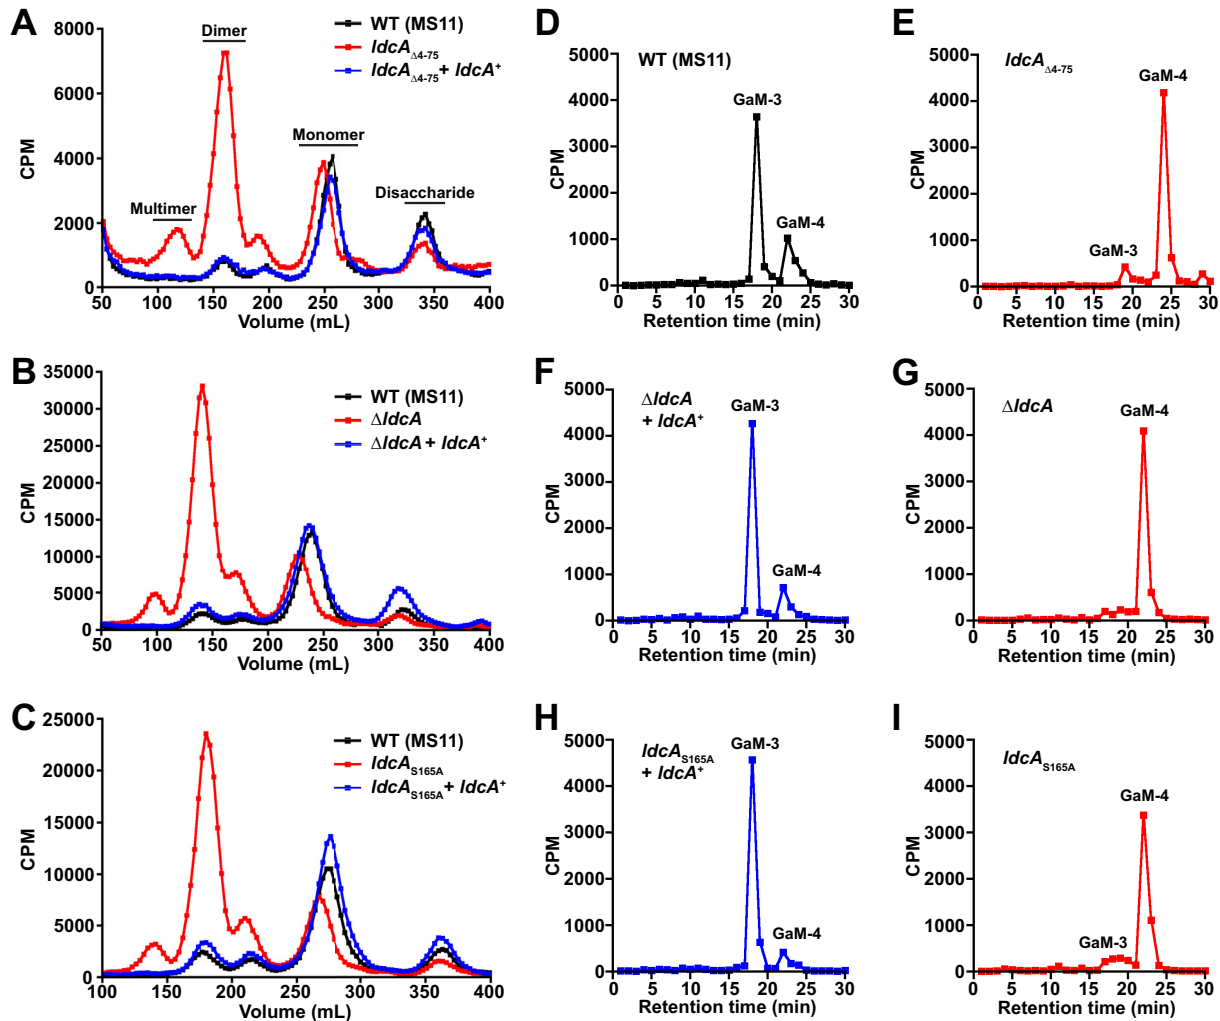 A
WT (MS11)
ldcAΔ4-75
ldcAΔ4-75 + ldcA+
Dimer
Monomer
Multimer
Disaccharide
CPM
8000
6000
4000
2000
0
50 100 150 200 250 300 350 400
Volume (mL)
D
WT (MS11)
GaM-3
GaM-4
CPM
5000
4000
3000
2000
1000
0
0 5 10 15 20 25 30
Retention time (min)
E
ldcAΔ4-75
GaM-4
GaM-3
CPM
5000
4000
3000
2000
1000
0
0 5 10 15 20 25 30
Retention time (min)
B
WT (MS11)
ΔldcA
ΔldcA + ldcA+
CPM
35000
30000
25000
20000
15000
10000
5000
0
50 100 150 200 250 300 350 400
Volume (mL)
F
ΔldcA
+ ldcA+
GaM-3
GaM-4
CPM
5000
4000
3000
2000
1000
0
0 5 10 15 20 25 30
Retention time (min)
G
ΔldcA
GaM-4
CPM
5000
4000
3000
2000
1000
0
0 5 10 15 20 25 30
Retention time (min)
C
WT (MS11)
ldcAS165A
ldcAS165A + ldcA+
CPM
25000
20000
15000
10000
5000
0
100 150 200 250 300 350 400
Volume (mL)
H
ldcAS165A
+ ldcA+
GaM-3
GaM-4
CPM
5000
4000
3000
2000
1000
0
0 5 10 15 20 25 30
Retention time (min)
I
ldcAS165A
GaM-4
GaM-3
CPM
5000
4000
3000
2000
1000
0
0 5 10 15 20 25 30
Retention time (min)